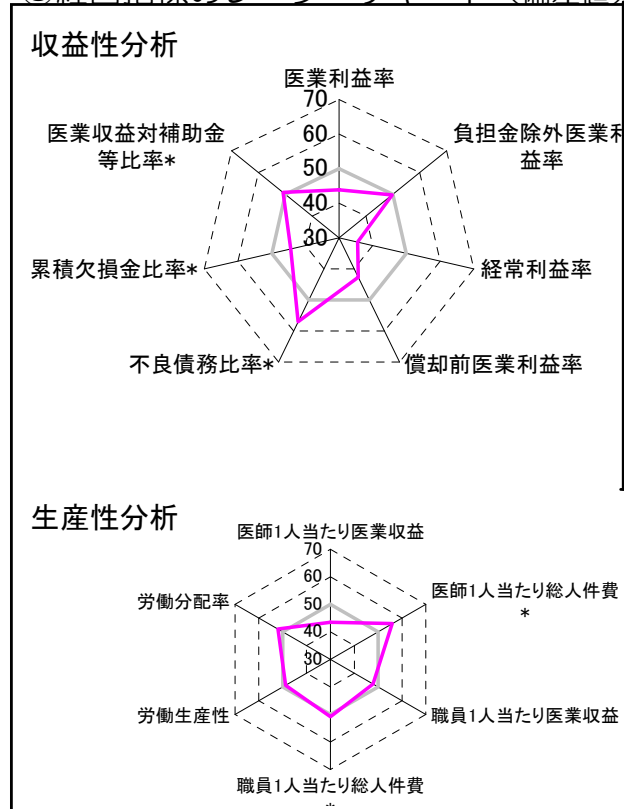 収益性分析
医業利益率
70
60
50
40
30
負担金除外医業利
益率
経常利益率
償却前医業利益率
不良債務比率*
累積欠損金比率*
医業収益対補助金
等比率*
生産性分析
医師1人当たり医業収益
70
60
50
40
30
医師1人当たり総人件費
*
職員1人当たり医業収益
職員1人当たり総人件費
*
労働生産性
労働分配率